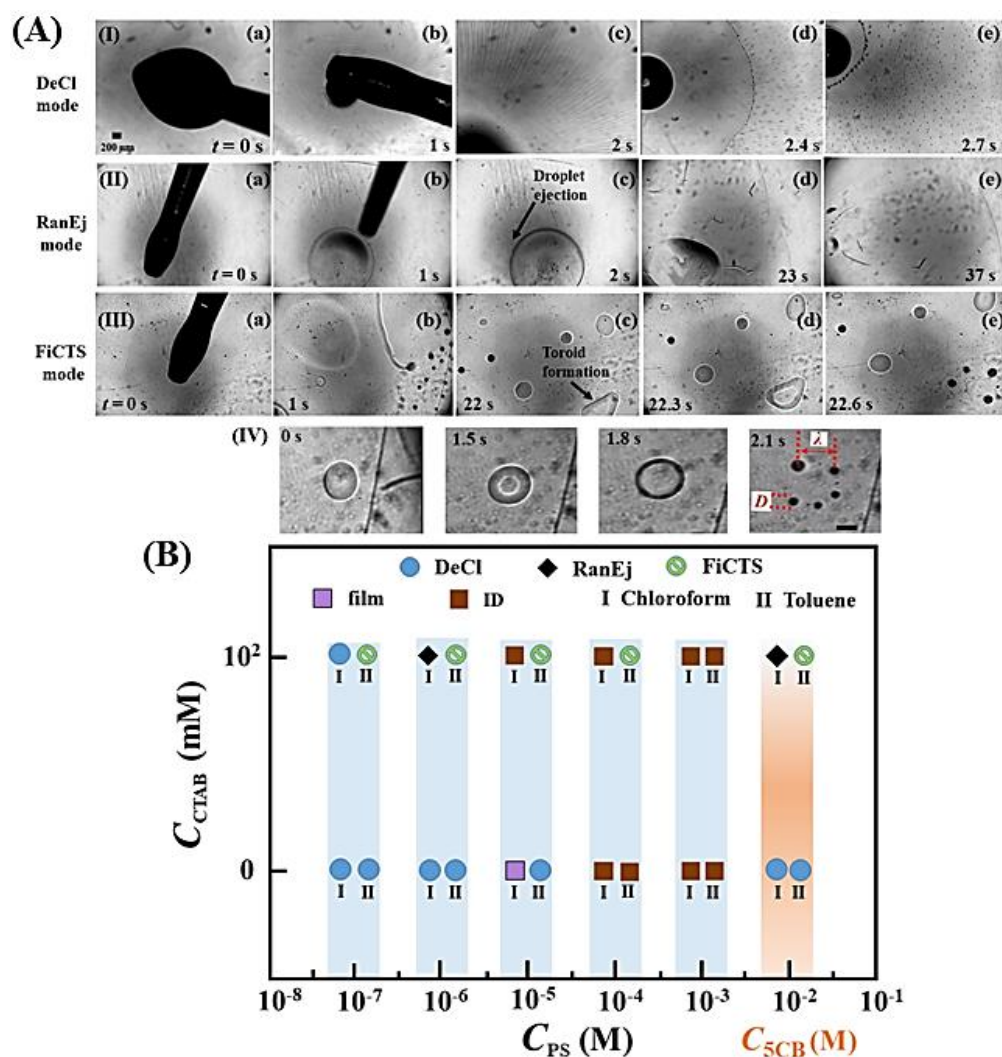 (A)
(I) (a) (b) (c) (d) (e)
DeCl
mode
200 µm
t = 0 s 1 s 2 s 2.4 s 2.7 s
(II) (a) (b) (c) (d) (e)
Droplet
ejection
RanEj
mode
t = 0 s 1 s 2 s 23 s 37 s
(III) (a) (b) (c) (d) (e)
FiCTS
mode
Toroid
formation
t = 0 s 1 s 22 s 22.3 s 22.6 s
(IV) 0 s 1.5 s 1.8 s 2.1 s λ
D
(B)
DeCl RanEj FiCTS
film ID I Chloroform II Toluene
10²
I II I II I II I II I II I II
C_CTAB (mM)
0
I II I II I II I II I II I II
10⁻⁸ 10⁻⁷ 10⁻⁶ 10⁻⁵ 10⁻⁴ 10⁻³ 10⁻² 10⁻¹
C_PS (M) C_5CB (M)